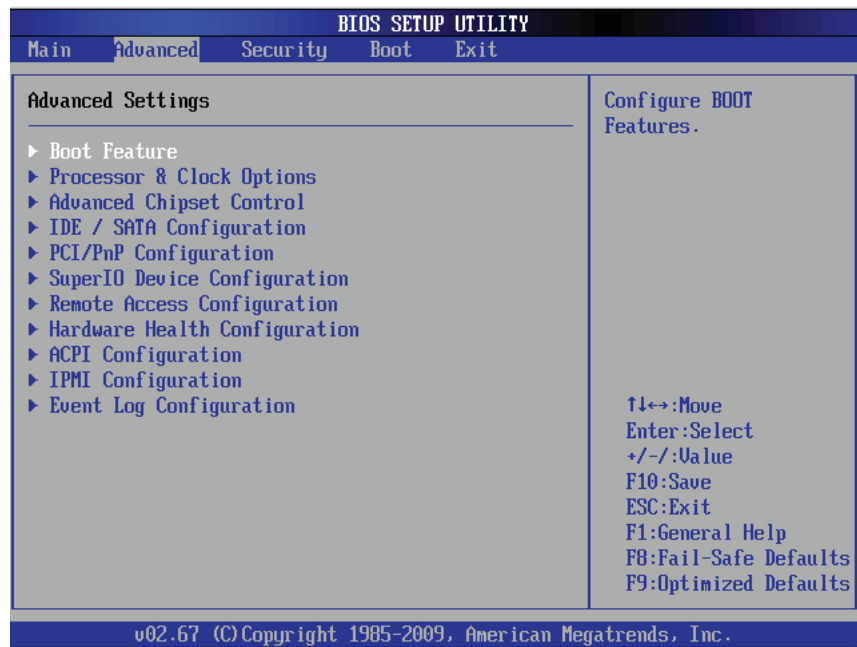 BIOS SETUP UTILITY
Main Advanced Security Boot Exit
Advanced Settings
Boot Feature
Processor & Clock Options
Advanced Chipset Control
IDE / SATA Configuration
PCI/PnP Configuration
SuperIO Device Configuration
Remote Access Configuration
Hardware Health Configuration
ACPI Configuration
IPMI Configuration
Event Log Configuration
Configure BOOT
Features.
↑↓←→:Move
Enter:Select
+/-/:Value
F10:Save
ESC:Exit
F1:General Help
F8:Fail-Safe Defaults
F9:Optimized Defaults
v02.67 (C)Copyright 1985-2009, American Megatrends, Inc.